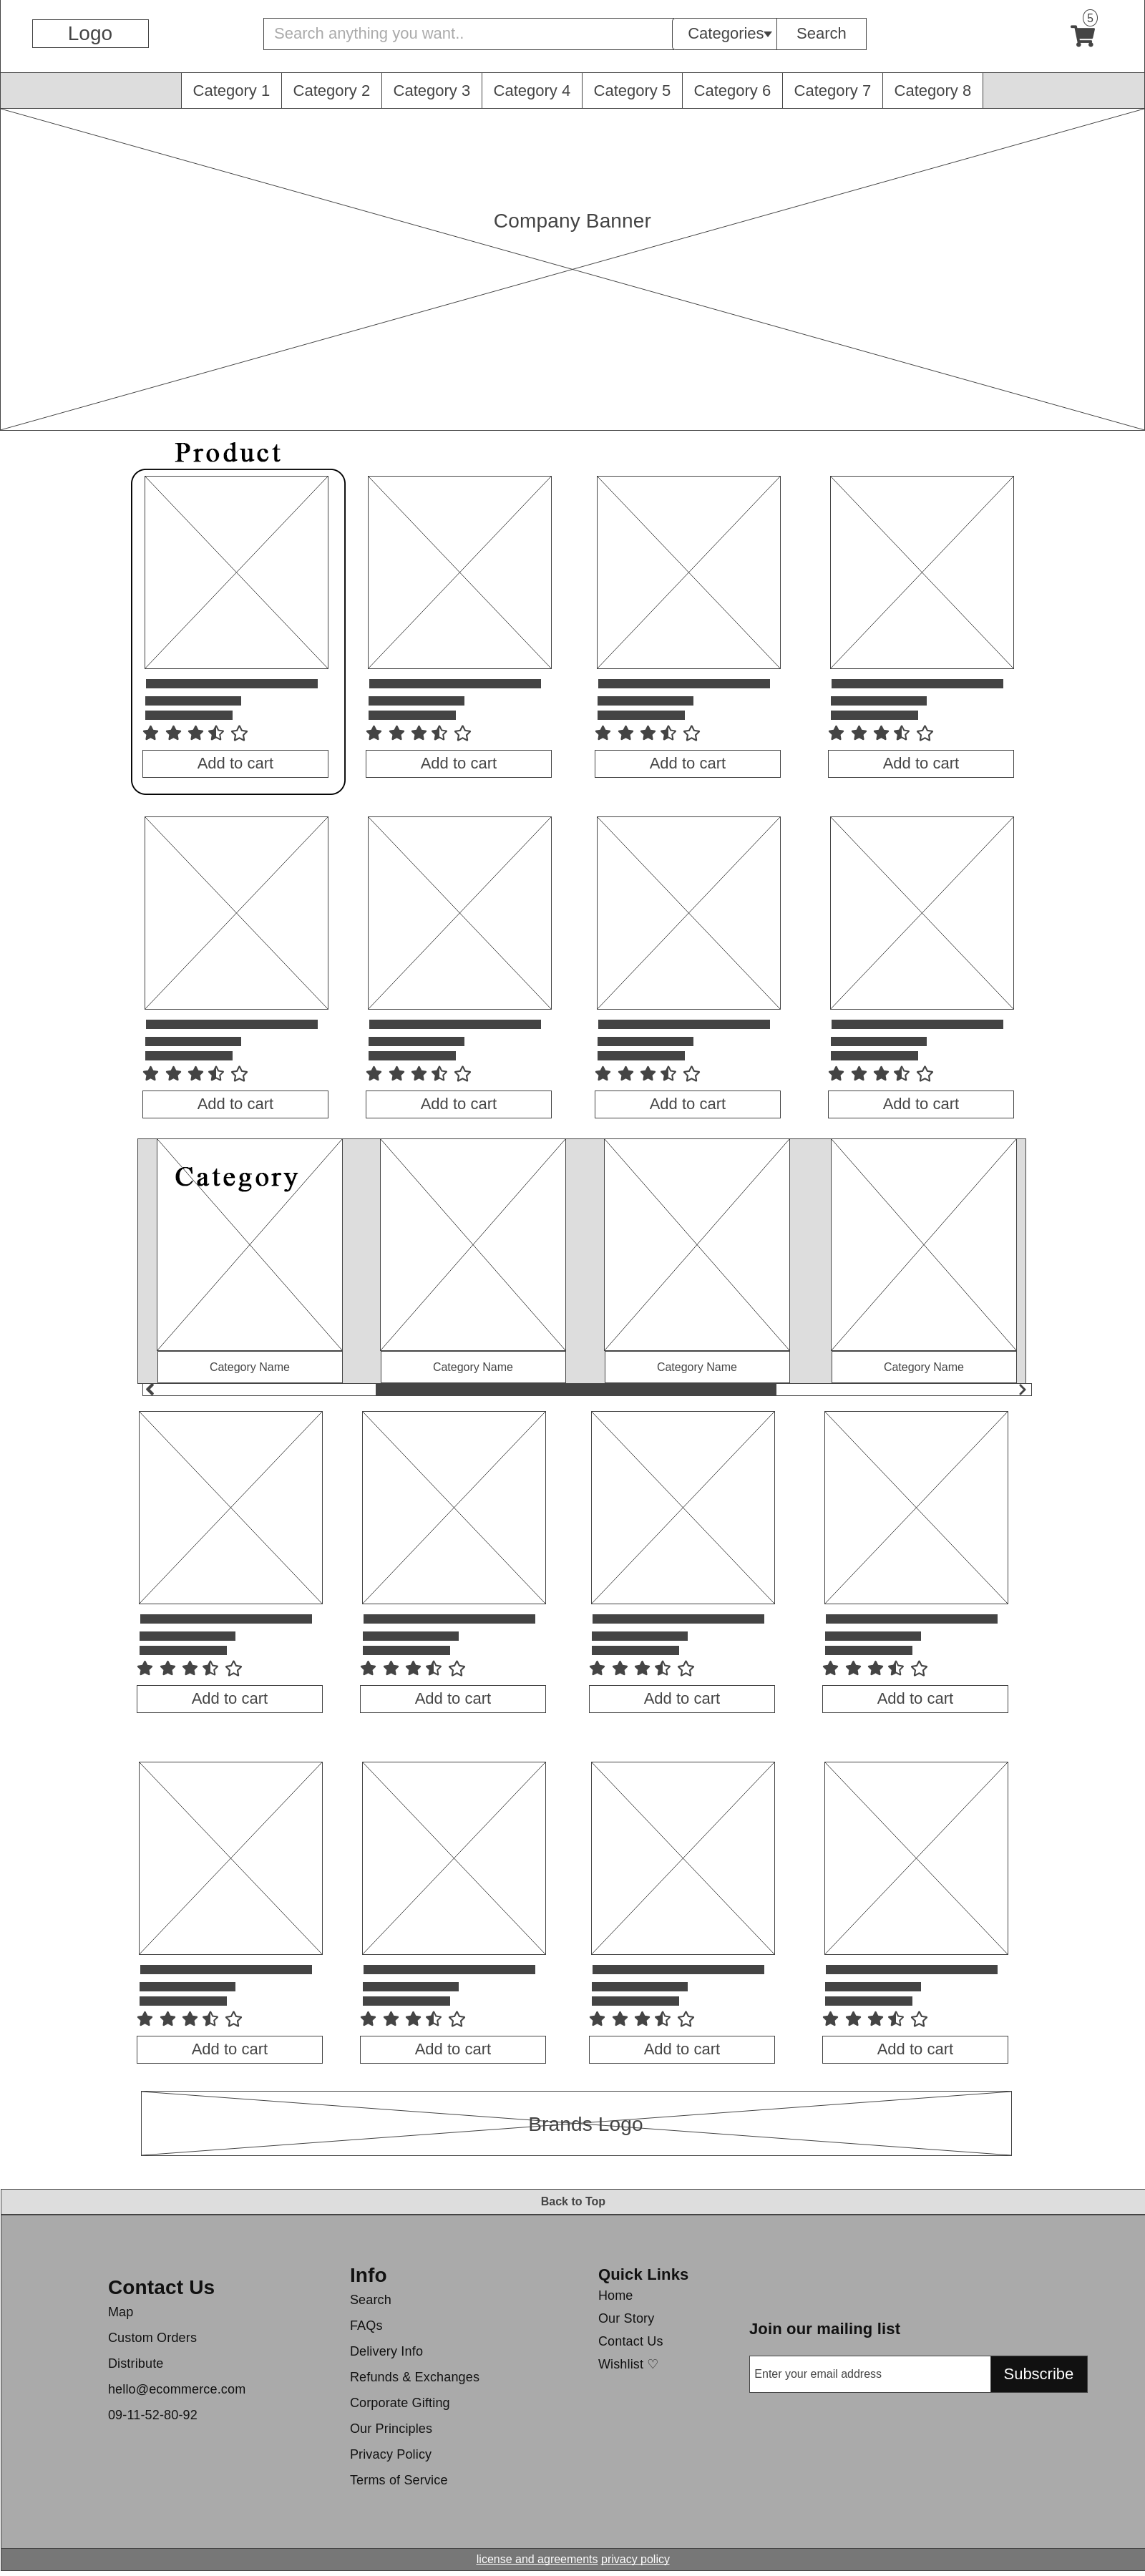 5
Logo
Search anything you want..
Categories
Search
Category 1
Category 2
Category 3
Category 4
Category 5
Category 6
Category 7
Category 8
Company Banner
Product
Add to cart
Add to cart
Add to cart
Add to cart
Add to cart
Add to cart
Add to cart
Add to cart
Category
Category Name
Category Name
Category Name
Category Name
Add to cart
Add to cart
Add to cart
Add to cart
Add to cart
Add to cart
Add to cart
Add to cart
Brands Logo
Back to Top
Contact Us
Map
Custom Orders
Distribute
hello@ecommerce.com
09-11-52-80-92
Info
Search
FAQs
Delivery Info
Refunds & Exchanges
Corporate Gifting
Our Principles
Privacy Policy
Terms of Service
Quick Links
Home
Our Story
Contact Us
Wishlist ♡
Join our mailing list
Enter your email address
Subscribe
license and agreements privacy policy